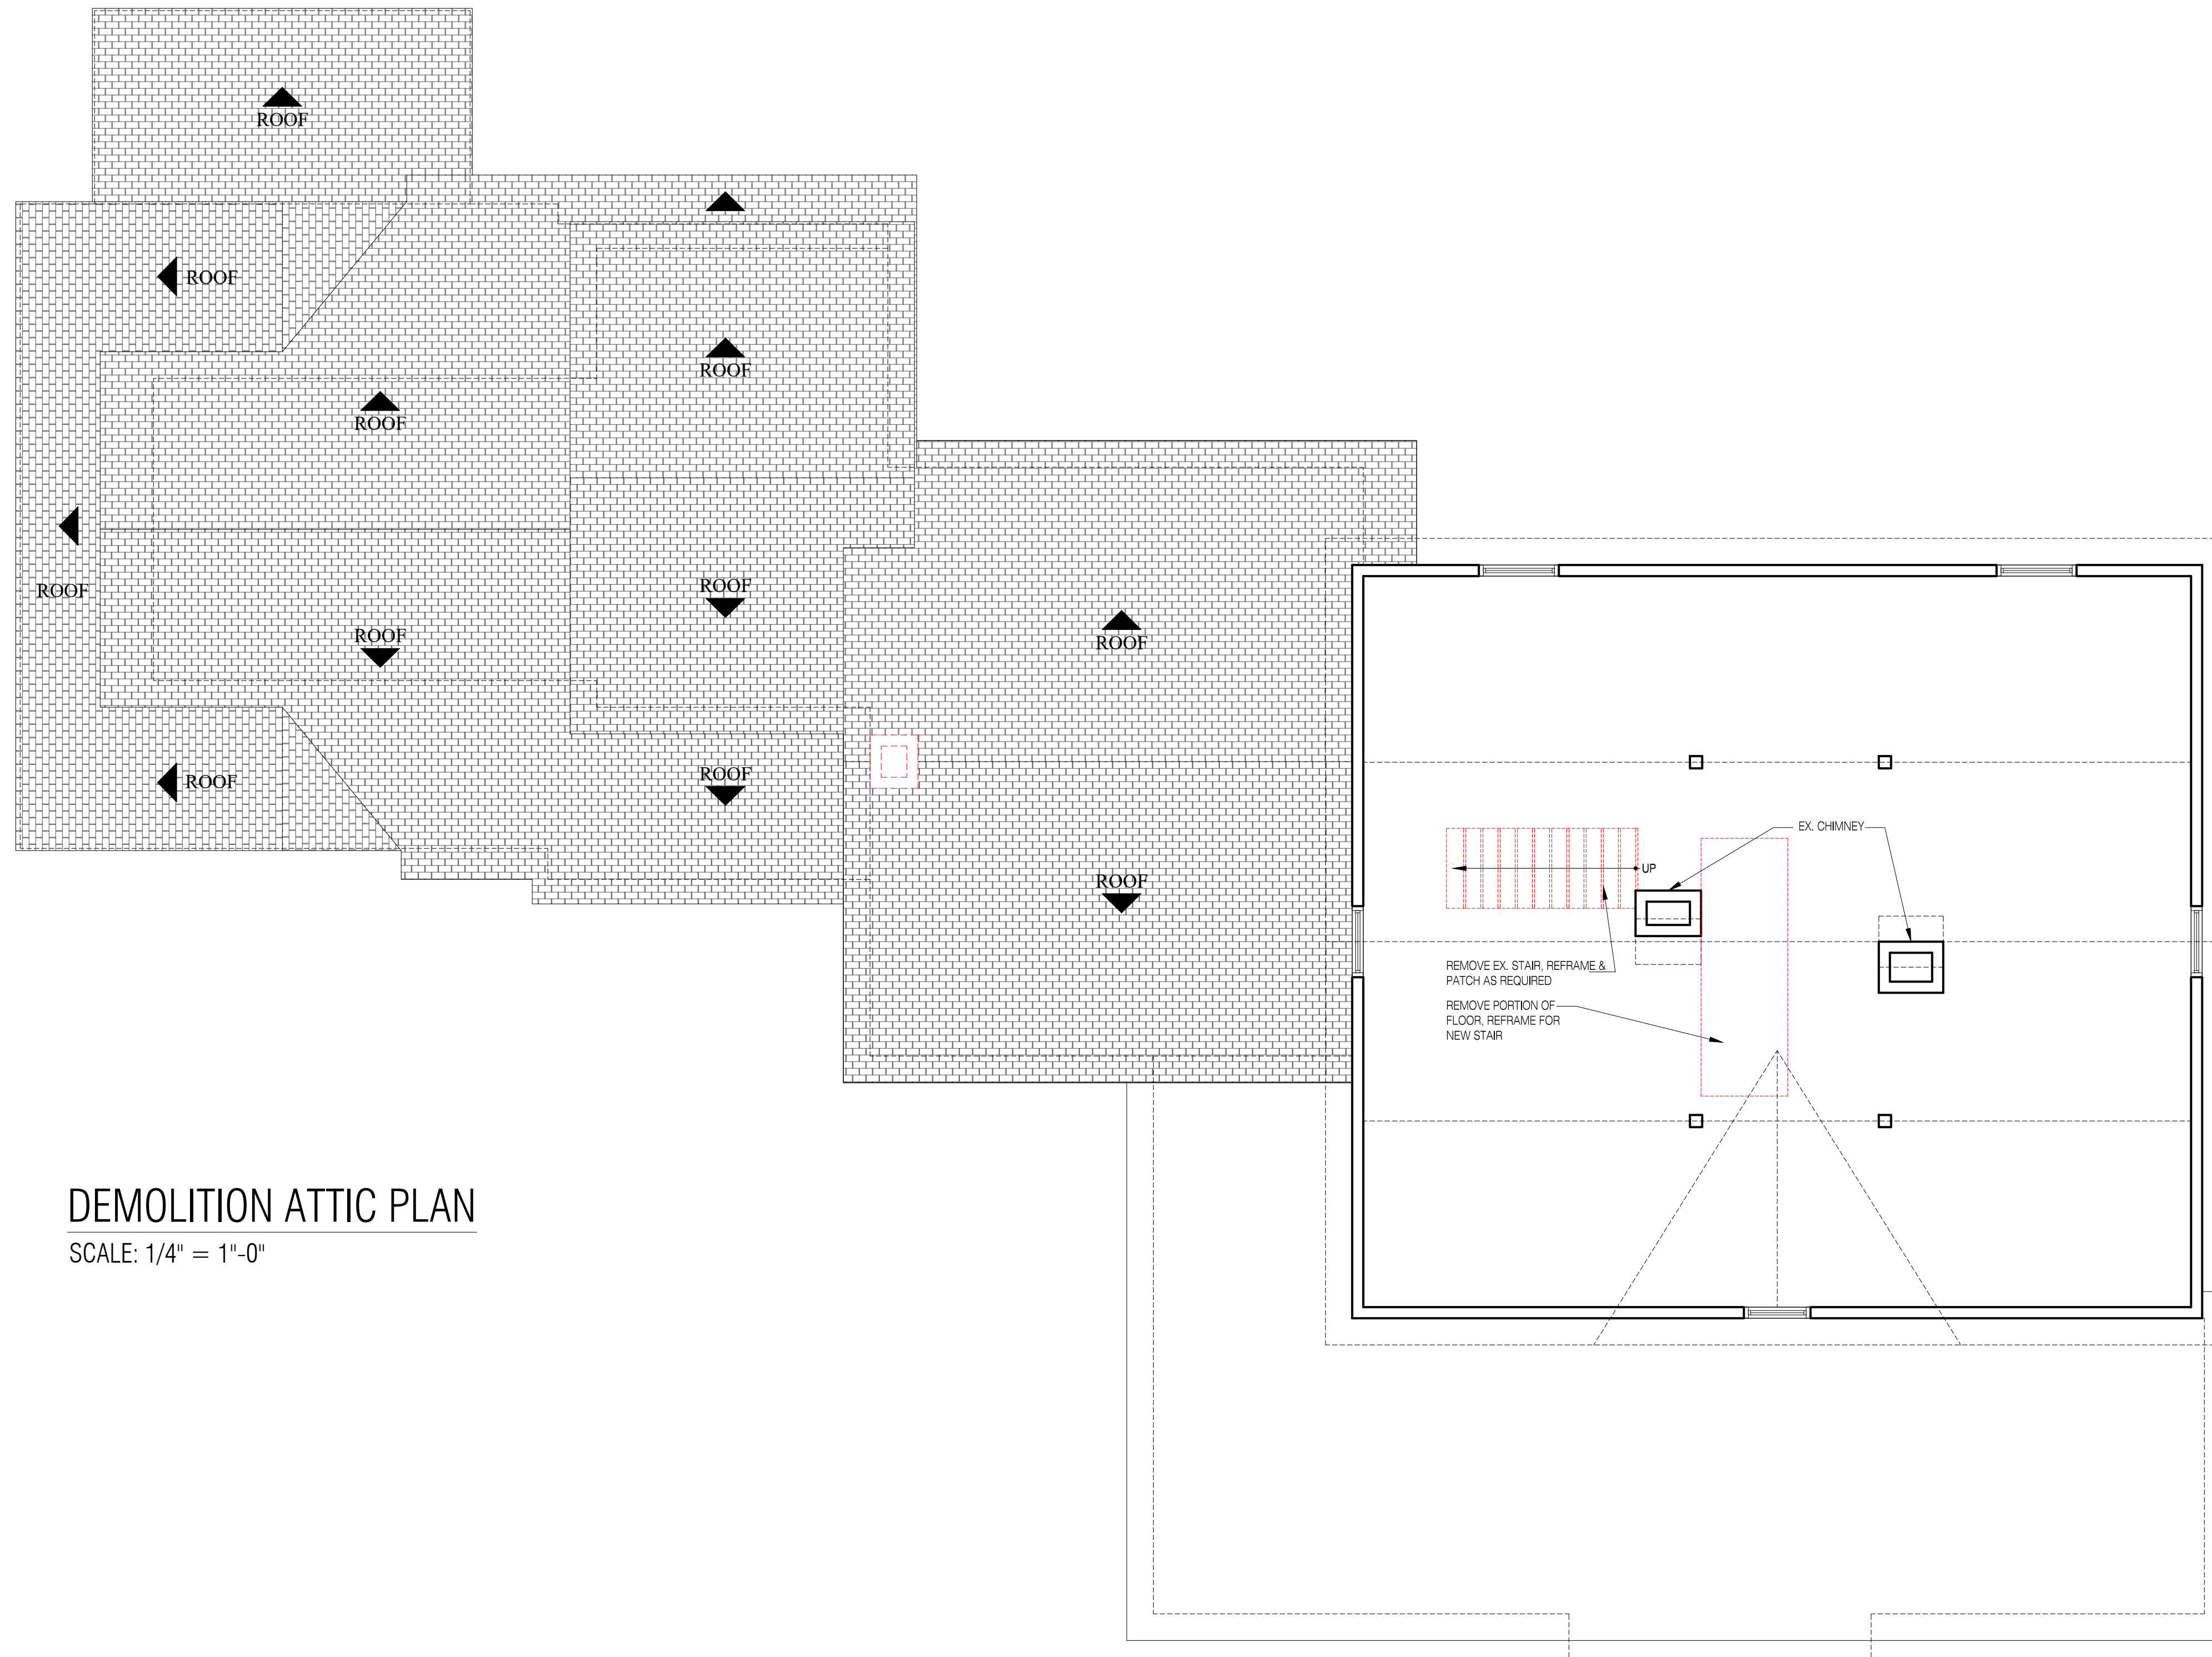 ROOF
ROOF
ROOF
ROOF
ROOF
ROOF
ROOF
ROOF
ROOF
ROOF
ROOF
EX. CHIMNEY
UP
REMOVE EX. STAIR, REFRAME &
PATCH AS REQUIRED
REMOVE PORTION OF
FLOOR, REFRAME FOR
NEW STAIR
DEMOLITION ATTIC PLAN
SCALE: 1/4" = 1"-0"